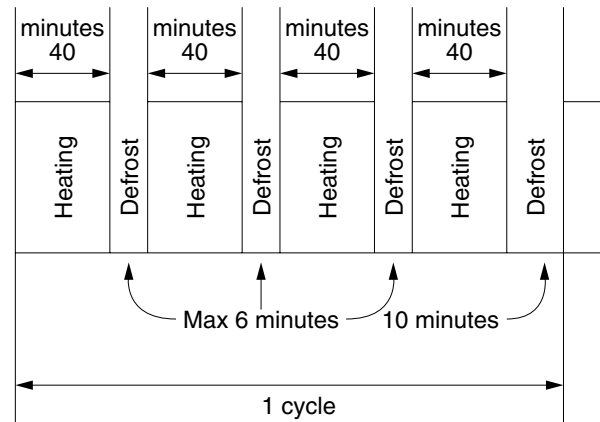 minutes
40
minutes
40
minutes
40
minutes
40
Heating
Defrost
Heating
Defrost
Heating
Defrost
Heating
Defrost
Max 6 minutes
10 minutes
1 cycle